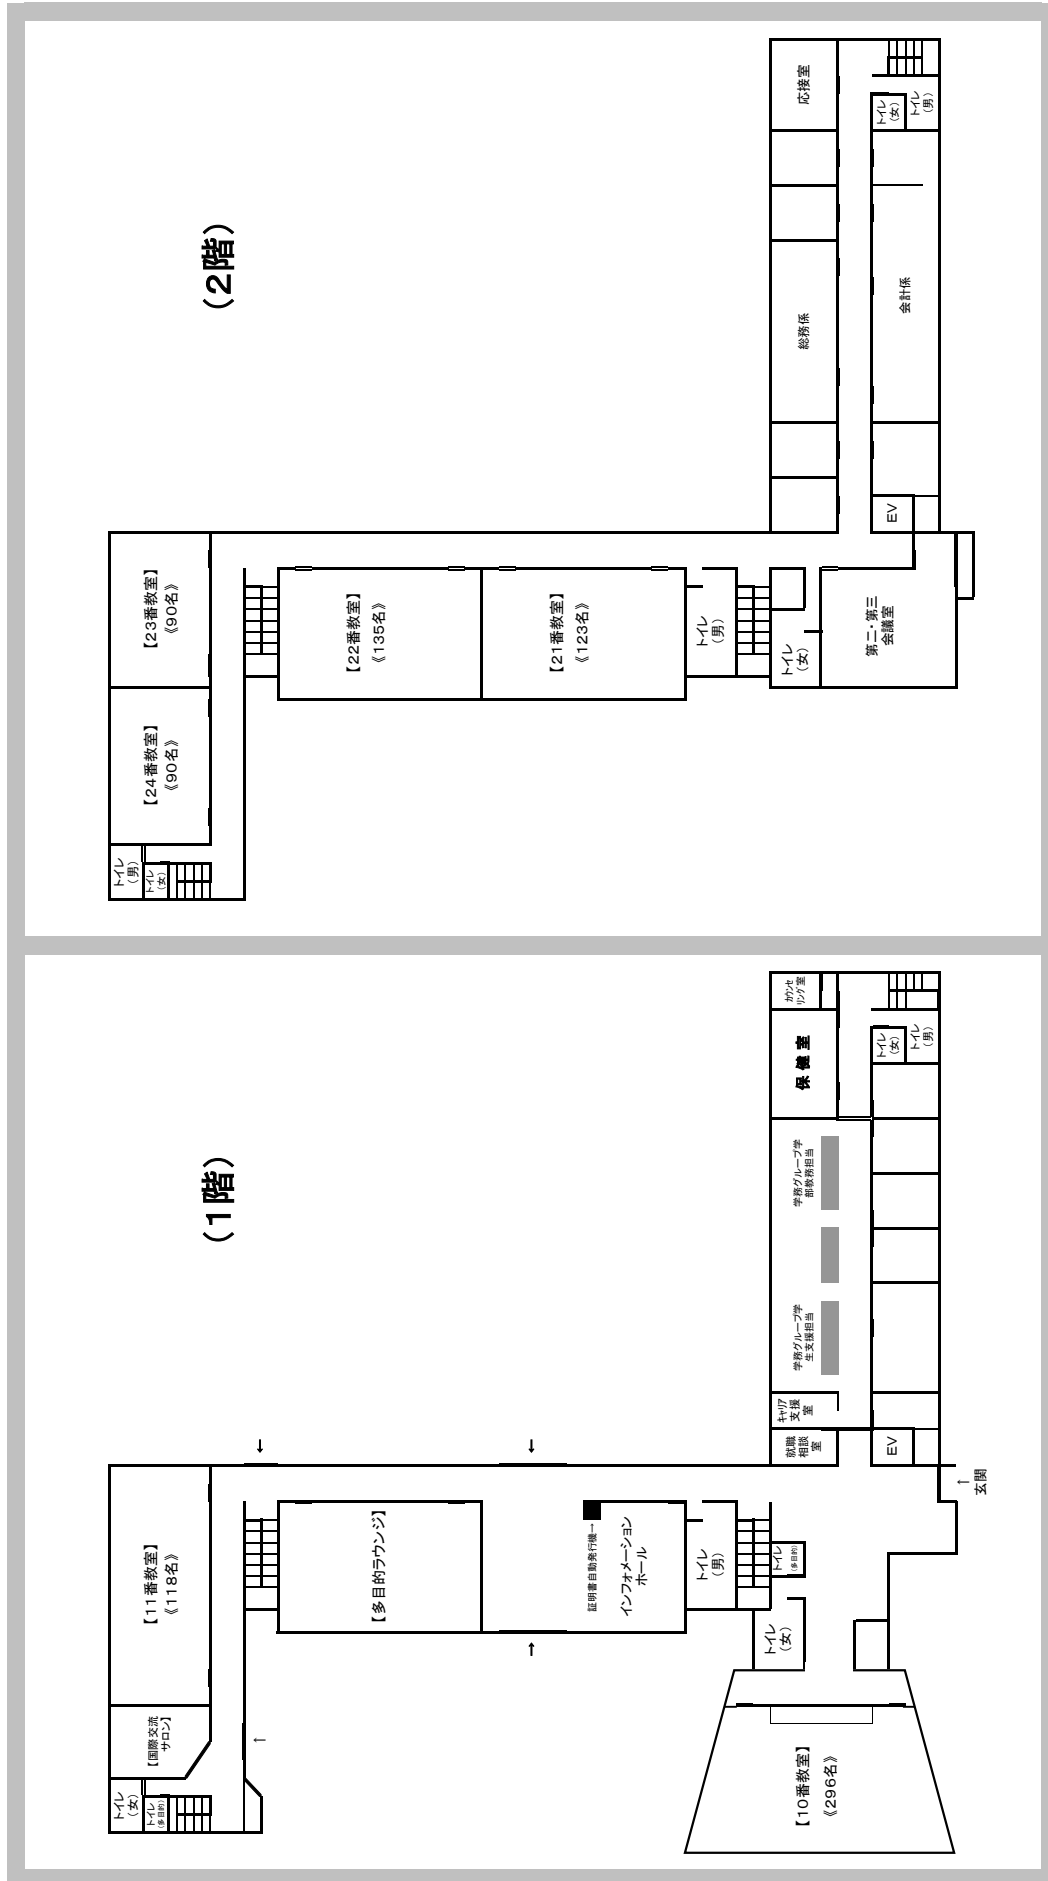 （2階）
応接室
トイレ
（女）
トイレ
（男）
総務係
会計係
EV
【23番教室】
《90名》
【24番教室】
《90名》
トイレ
（男）
トイレ
（女）
【22番教室】
《135名》
【21番教室】
《123名》
トイレ
（男）
トイレ
（女）
第二・第三
会議室
（1階）
カウンセ
リング室
保健室
トイレ
（女）
トイレ
（男）
学務グループ学
部教務担当
学務グループ学
生支援担当
キャリア
支援
室
就職
相談
室
EV
↑
玄関
←
←
【11番教室】
《118名》
【国際交流
サロン】
トイレ
（女）
トイレ
（多目的）
↑
【多目的ラウンジ】
→
証明書自動発行機→
インフォメーション
ホール
トイレ
（男）
トイレ
（多目的）
トイレ
（女）
【10番教室】
《296名》